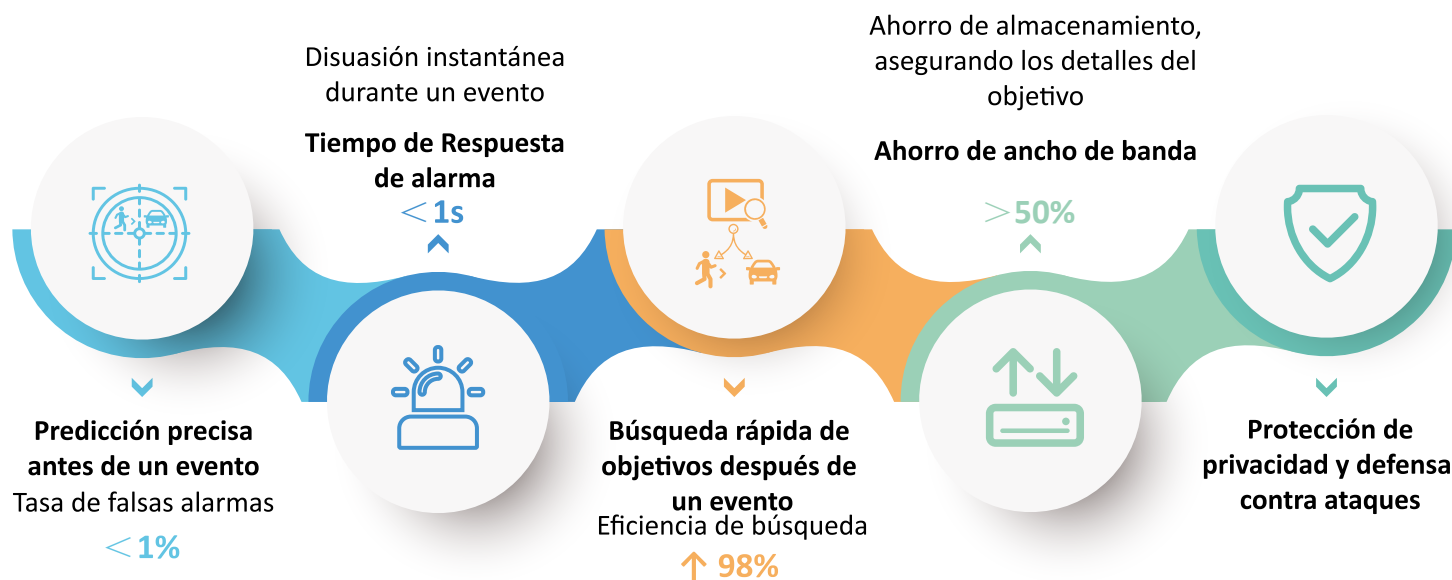 Predicción precisa
antes de un evento
Tasa de falsas alarmas
<1%
Disuasión instantánea
durante un evento
Tiempo de Respuesta
de alarma
<1s
Búsqueda rápida de
objetivos después de
un evento
Eficiencia de búsqueda
↑ 98%
Ahorro de almacenamiento,
asegurando los detalles del
objetivo
Ahorro de ancho de banda
>50%
Protección de
privacidad y defensa
contra ataques